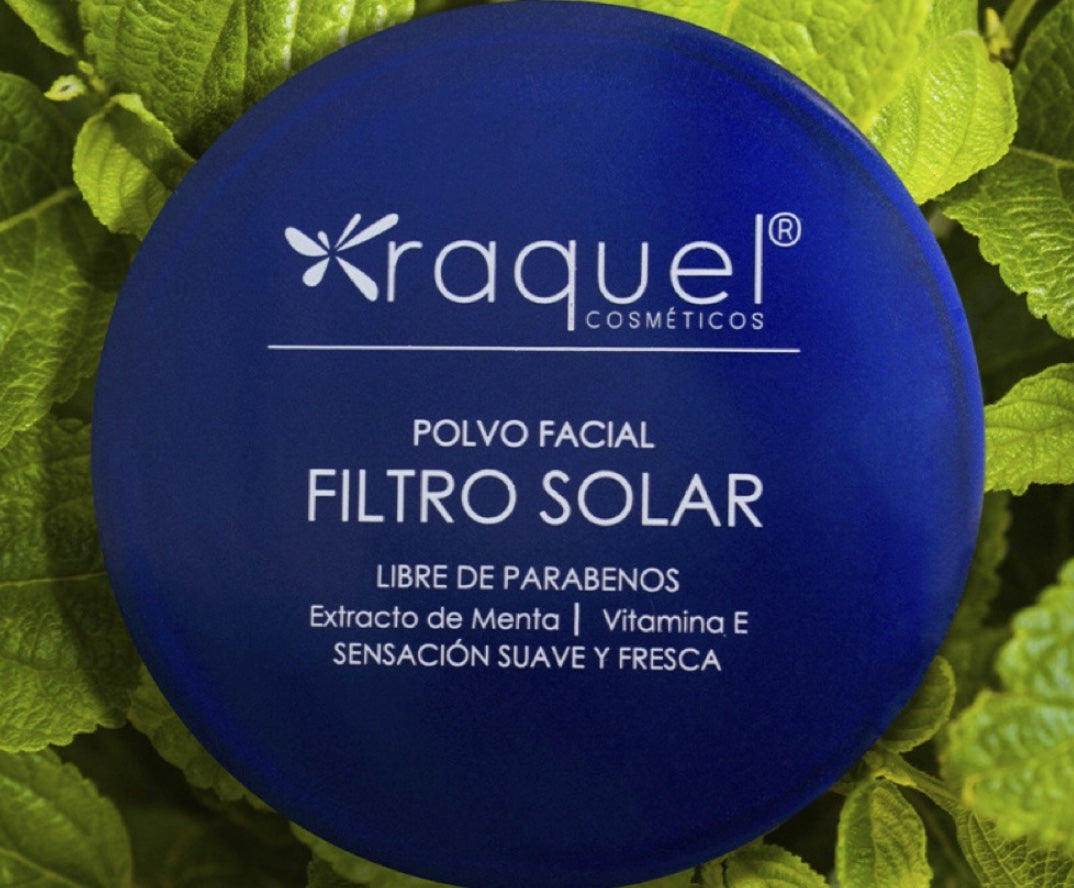 raquel®
COSMÉTICOS
POLVO FACIAL
FILTRO SOLAR
LIBRE DE PARABENOS
Extracto de Menta | Vitamina E
SENSACIÓN SUAVE Y FRESCA